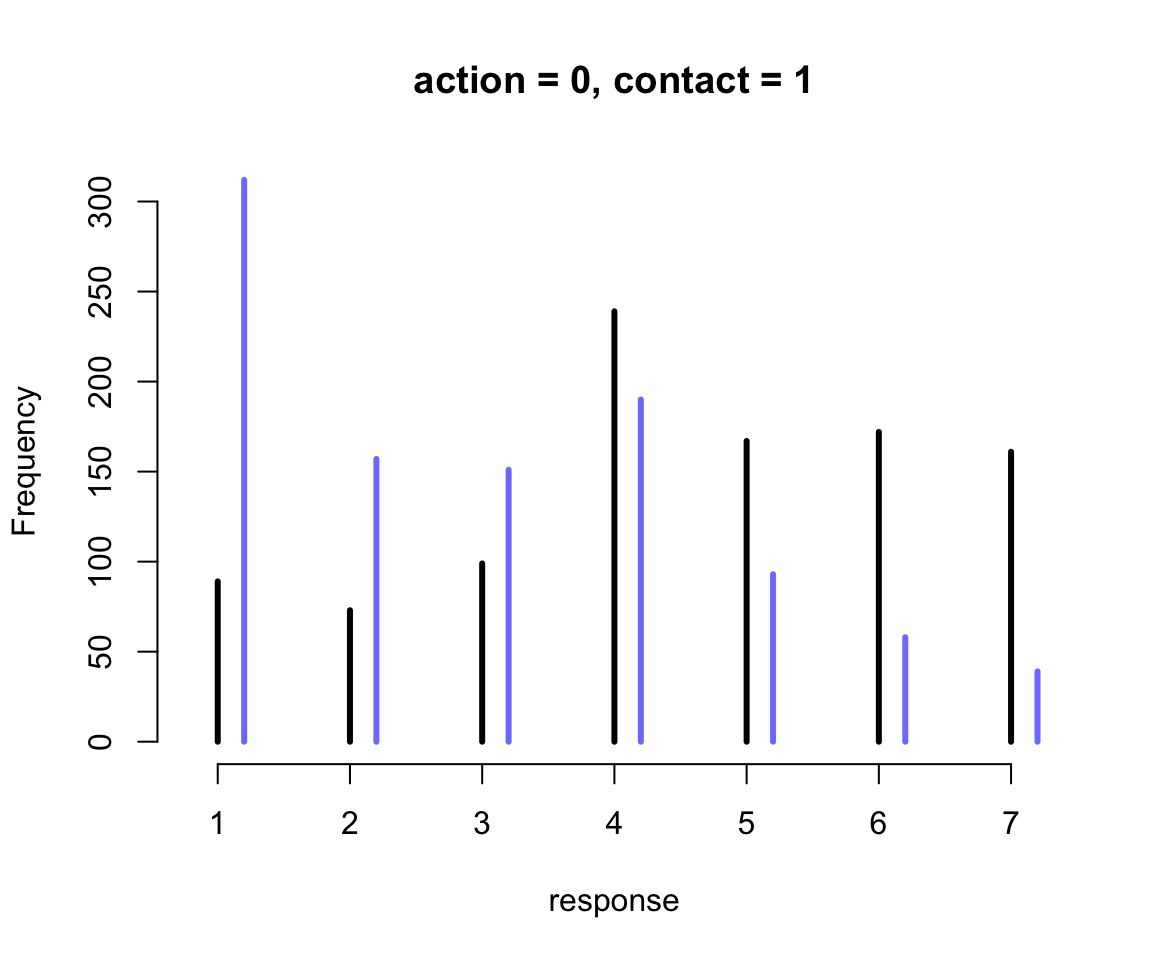 action = 0, contact = 1
Frequency
300
250
200
150
100
50
0
1 2 3 4 5 6 7
response